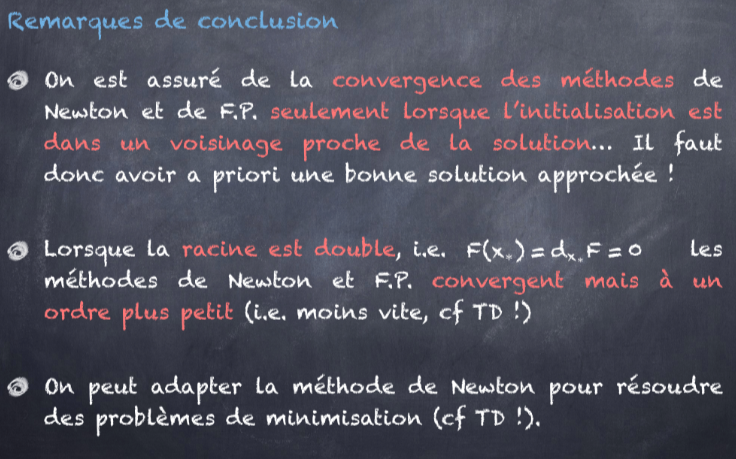 Remarques de conclusion
On est assuré de la convergence des méthodes de
Newton et de F.P. seulement lorsque l'initialisation est
dans un voisinage proche de la solution... Il faut
donc avoir a priori une bonne solution approchée !
Lorsque la racine est double, i.e. F(x*) = dx*F = 0 les
méthodes de Newton et F.P. convergent mais à un
ordre plus petit (i.e. moins vite, cf TD !)
On peut adapter la méthode de Newton pour résoudre
des problèmes de minimisation (cf TD !).